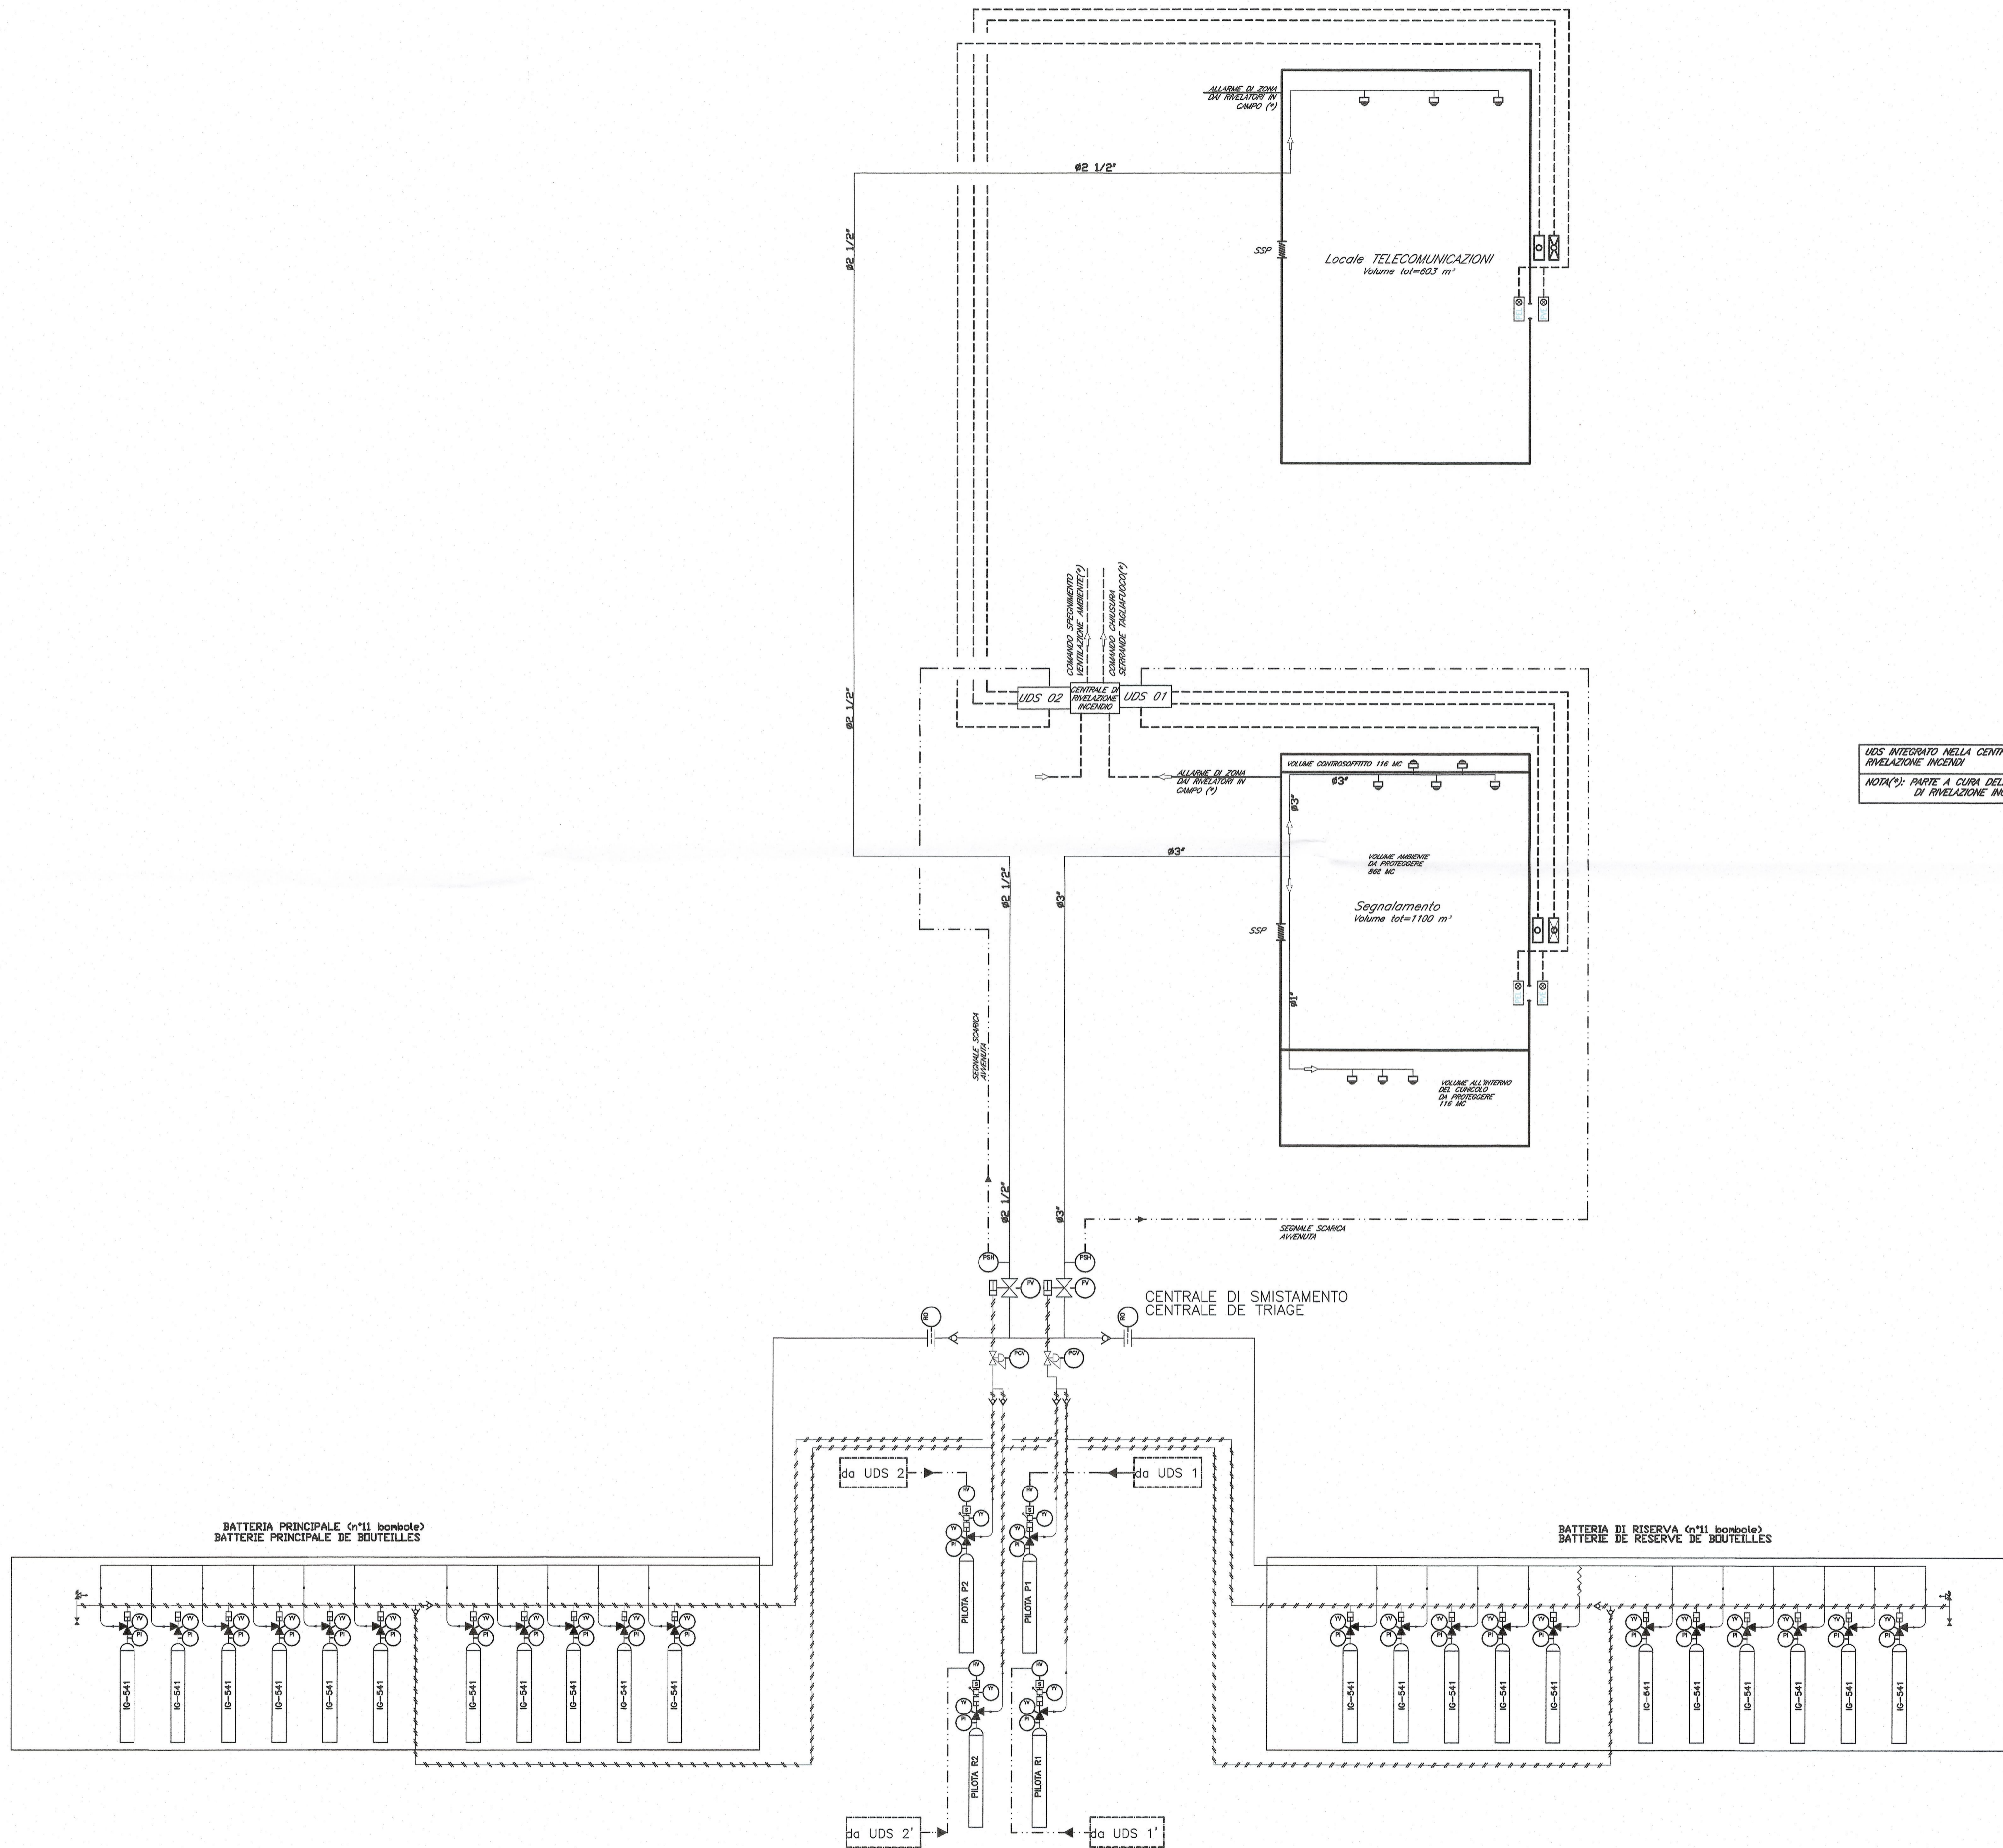 ALLARME DI ZONA
DAI RIVELATORI IN
CAMPO (*)
ø2 1/2"
ø2 1/2"
SSP
Locale TELECOMUNICAZIONI
Volume tot=603 m³
COMANDO SPEGNIMENTO
VENTILAZIONE AMBIENTE(*)
COMANDO CHIUSURA
SERRANDE TAGLIAFUOCO(*)
ø2 1/2"
UDS 02
CENTRALE DI
RIVELAZIONE
INCENDIO
UDS 01
UDS INTEGRATO NELLA
RIVELAZIONE INCENDI
NOTA(*): PARTE A CURA
DI RIVELAZIONE
ALLARME DI ZONA
DAI RIVELATORI IN
CAMPO (*)
VOLUME CONTROSOFFITTO 116 MC
ø3"
ø3"
ø3"
VOLUME AMBIENTE
DA PROTEGGERE
868 MC
ø2 1/2"
ø3"
Segnalamento
Volume tot=1100 m³
SSP
ø1"
SEGNALE SCARICA
AVVENUTA
VOLUME ALL'INTERNO
DEL CUNICOLO
DA PROTEGGERE
116 MC
ø2 1/2"
ø3"
SEGNALE SCARICA
AVVENUTA
PSH
PSH
FV
FV
CENTRALE DI SMISTAMENTO
CENTRALE DE TRIAGE
RO
RO
PCV
PCV
da UDS 2
da UDS 1
HV
HV
BATTERIA PRINCIPALE (n°11 bombole)
BATTERIE PRINCIPALE DE BOUTEILLES
BATTERIA DI RISERVA (n°11 bombole)
BATTERIE DE RESERVE DE BOUTEILLES
PILOTA P2
PILOTA P1
IG-541
IG-541
IG-541
IG-541
IG-541
IG-541
IG-541
IG-541
IG-541
IG-541
IG-541
HV
HV
PILOTA R2
PILOTA R1
IG-541
IG-541
IG-541
IG-541
IG-541
IG-541
IG-541
IG-541
IG-541
IG-541
IG-541
da UDS 2'
da UDS 1'